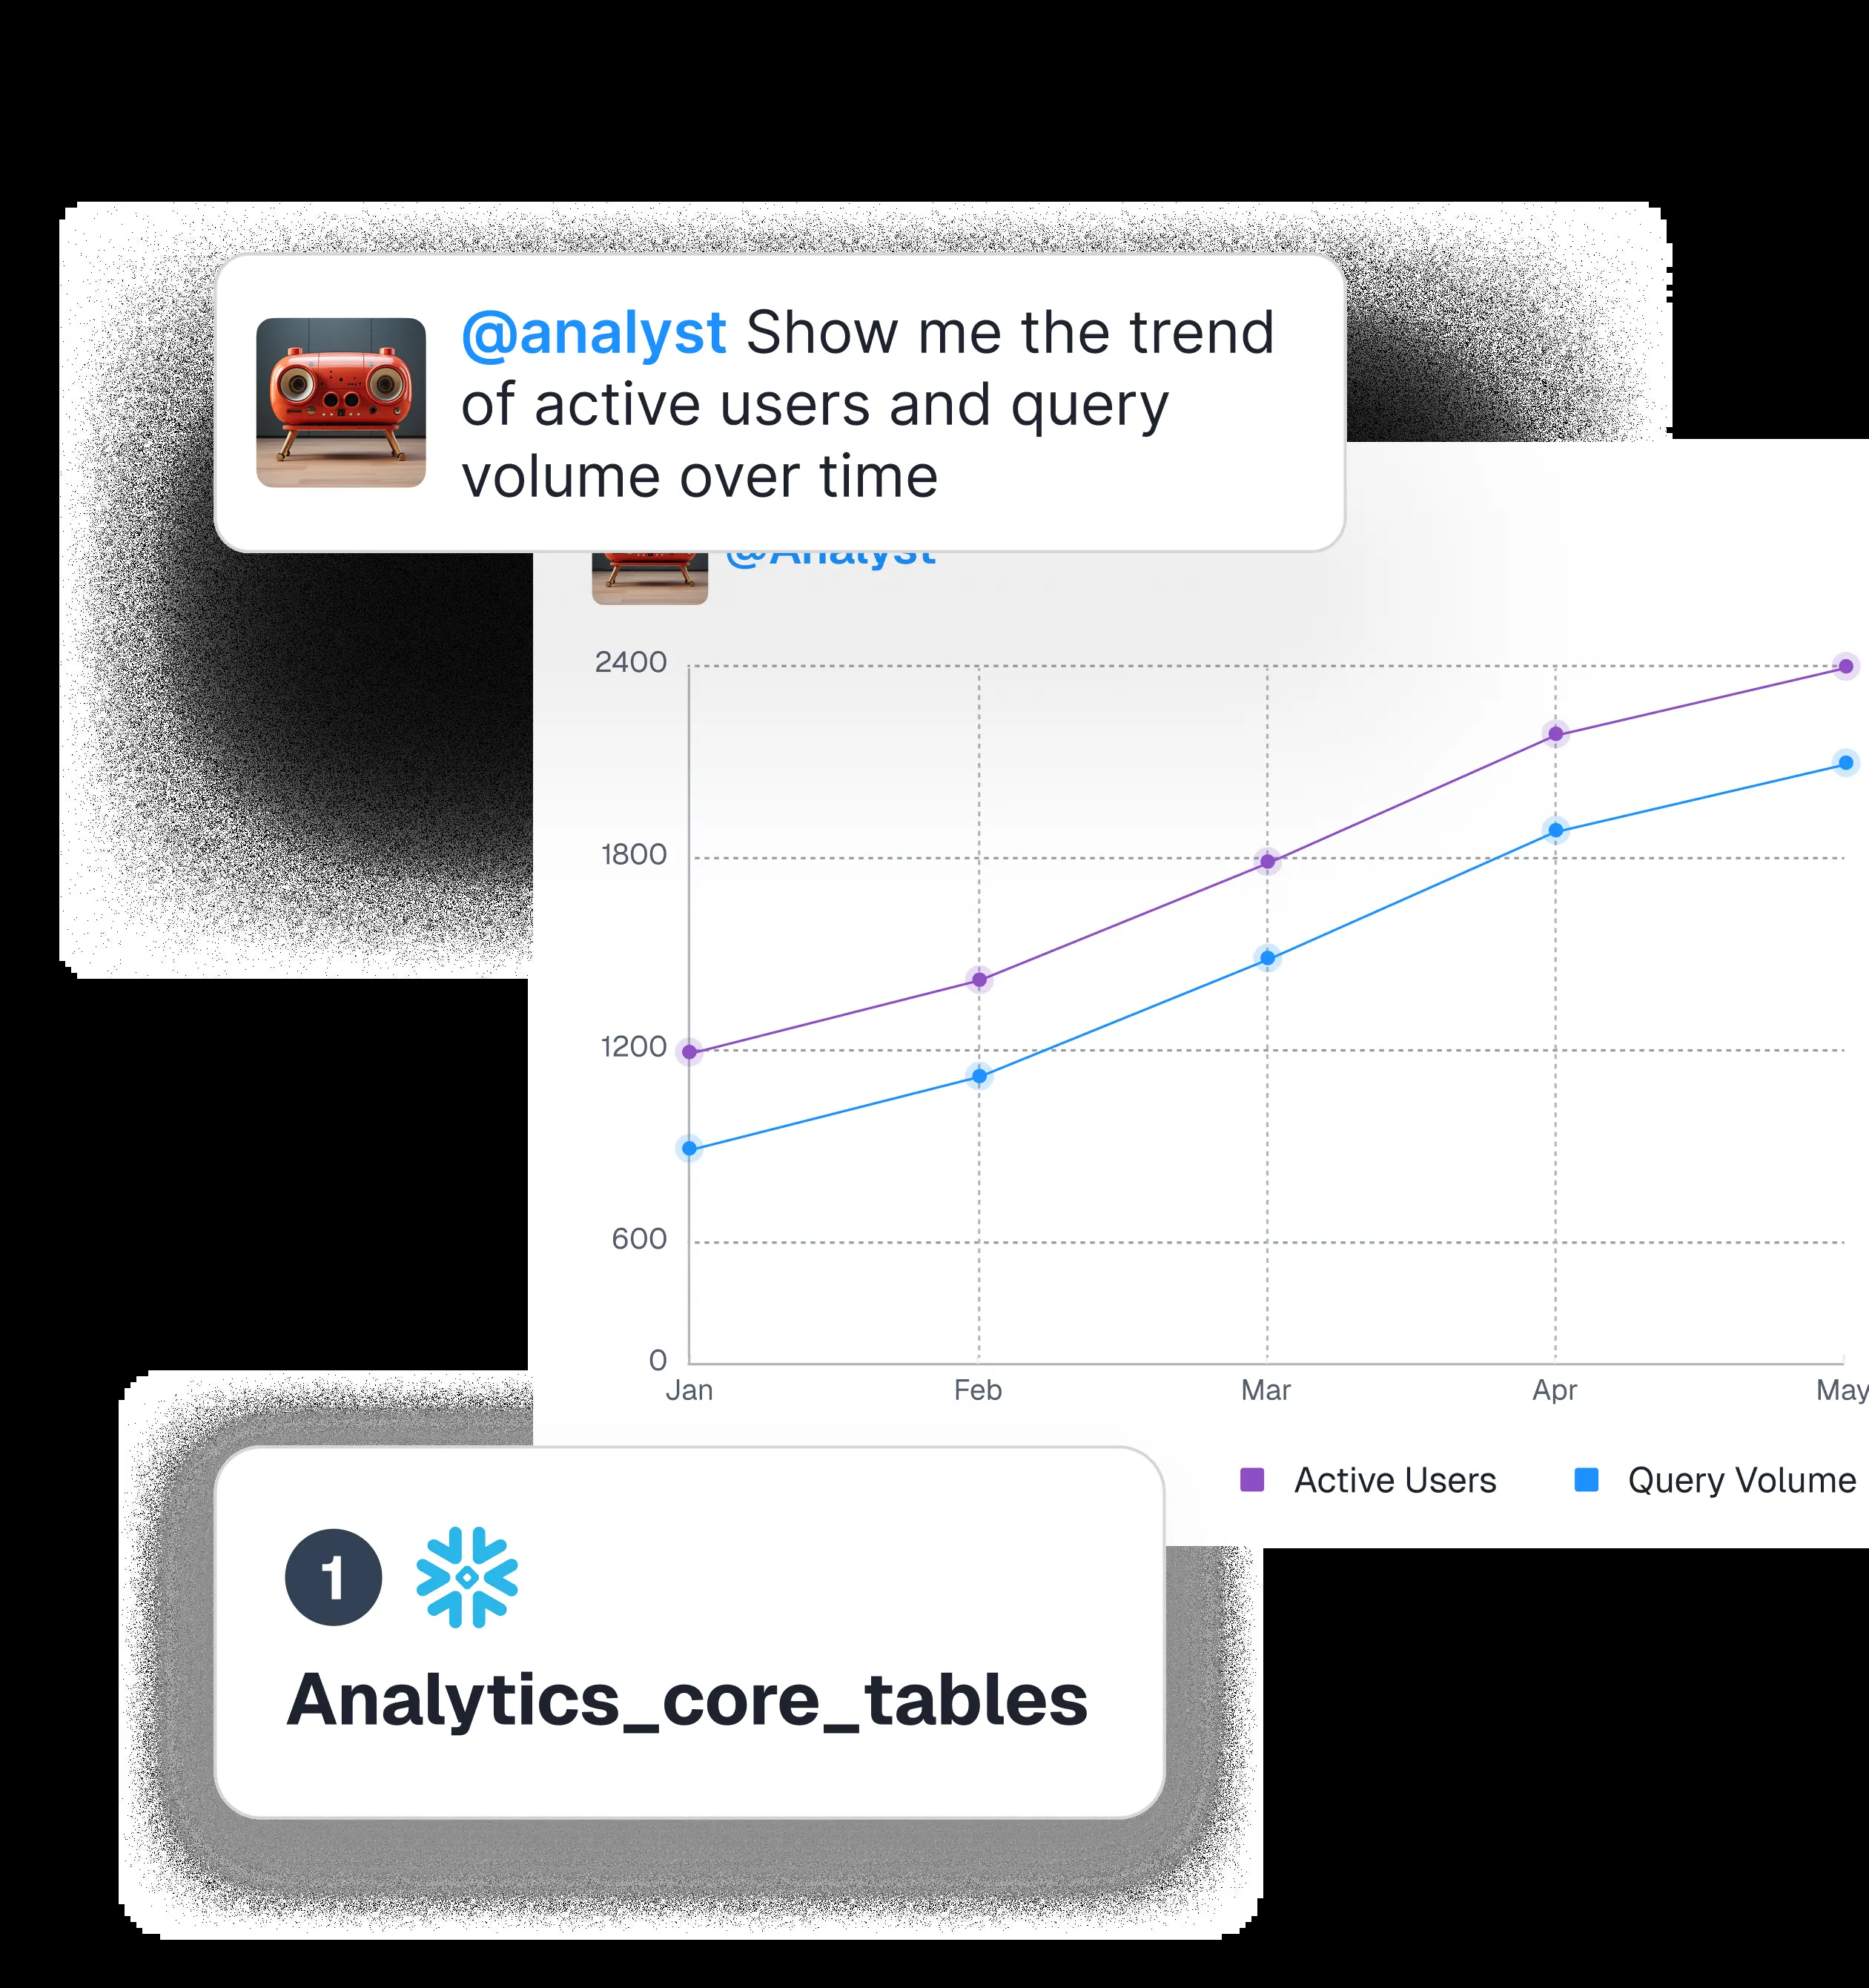 @analyst Show me the trend
of active users and query
volume over time
@Analyst
2400
1800
1200
600
0
Jan Feb Mar Apr May
Active Users Query Volume
1
Analytics_core_tables